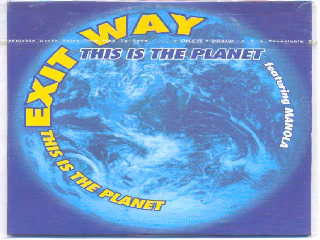 EXIT WAY
THIS IS THE PLANET
featuring MANOLA
THIS IS THE PLANET